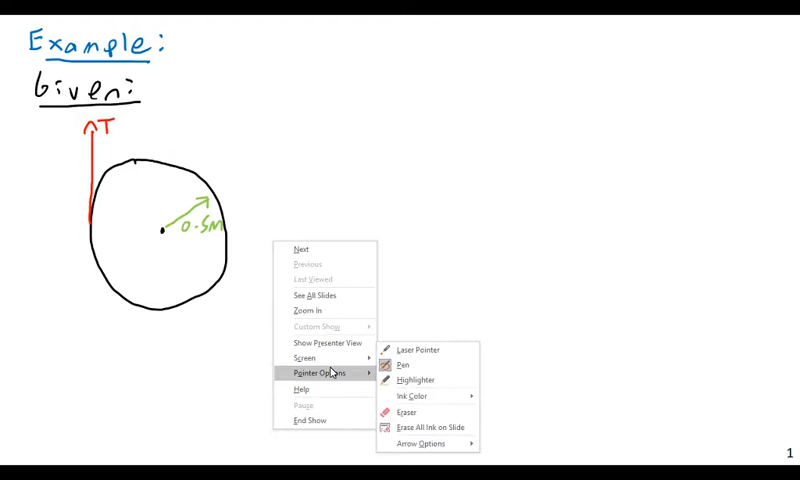 Example:
Given:
T
0.5M
Next
Previous
Last Viewed
See All Slides
Zoom In
Custom Show
Show Presenter View
Screen
Pointer Options
Help
Pause
End Show
Laser Pointer
Pen
Highlighter
Ink Color
Eraser
Erase All Ink on Slide
Arrow Options
1